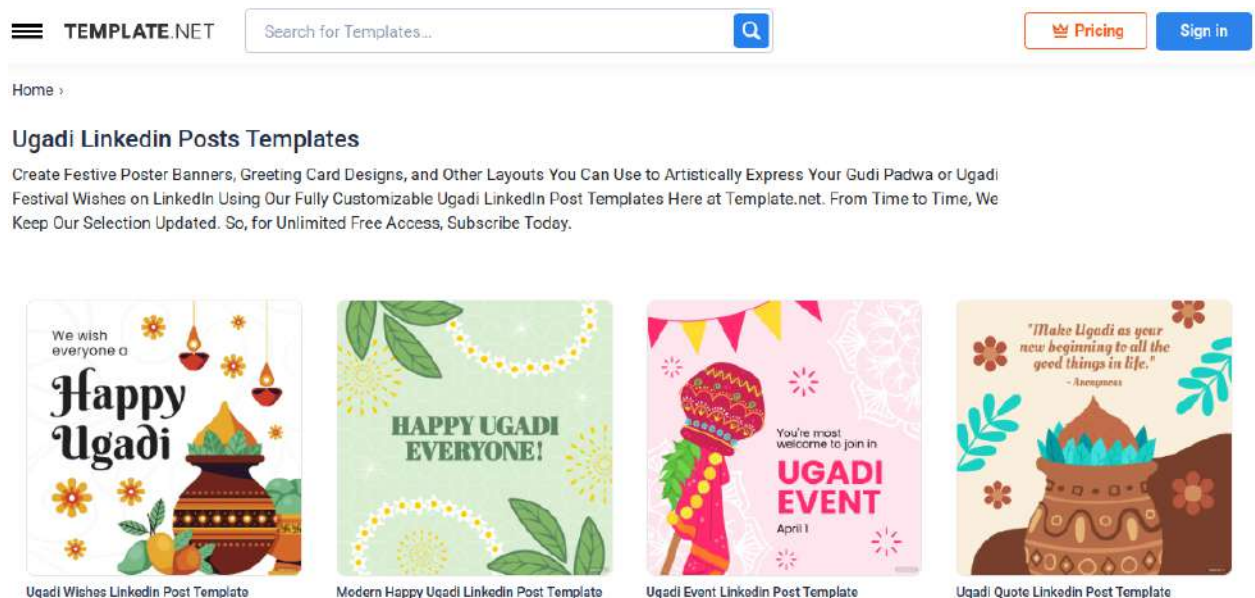 TEMPLATE.NET
Search for Templates...
Pricing
Sign in
Home ›
Ugadi Linkedin Posts Templates
Create Festive Poster Banners, Greeting Card Designs, and Other Layouts You Can Use to Artistically Express Your Gudi Padwa or Ugadi
Festival Wishes on LinkedIn Using Our Fully Customizable Ugadi LinkedIn Post Templates Here at Template.net. From Time to Time, We
Keep Our Selection Updated. So, for Unlimited Free Access, Subscribe Today.
We wish
everyone a
Happy
Ugadi
HAPPY UGADI
EVERYONE!
You're most
welcome to join in
UGADI
EVENT
April 1
"Make Ugadi as your
new beginning to all the
good things in life."
- Anonymous
Ugadi Wishes Linkedin Post Template
Modern Happy Ugadi Linkedin Post Template
Ugadi Event Linkedin Post Template
Ugadi Quote Linkedin Post Template